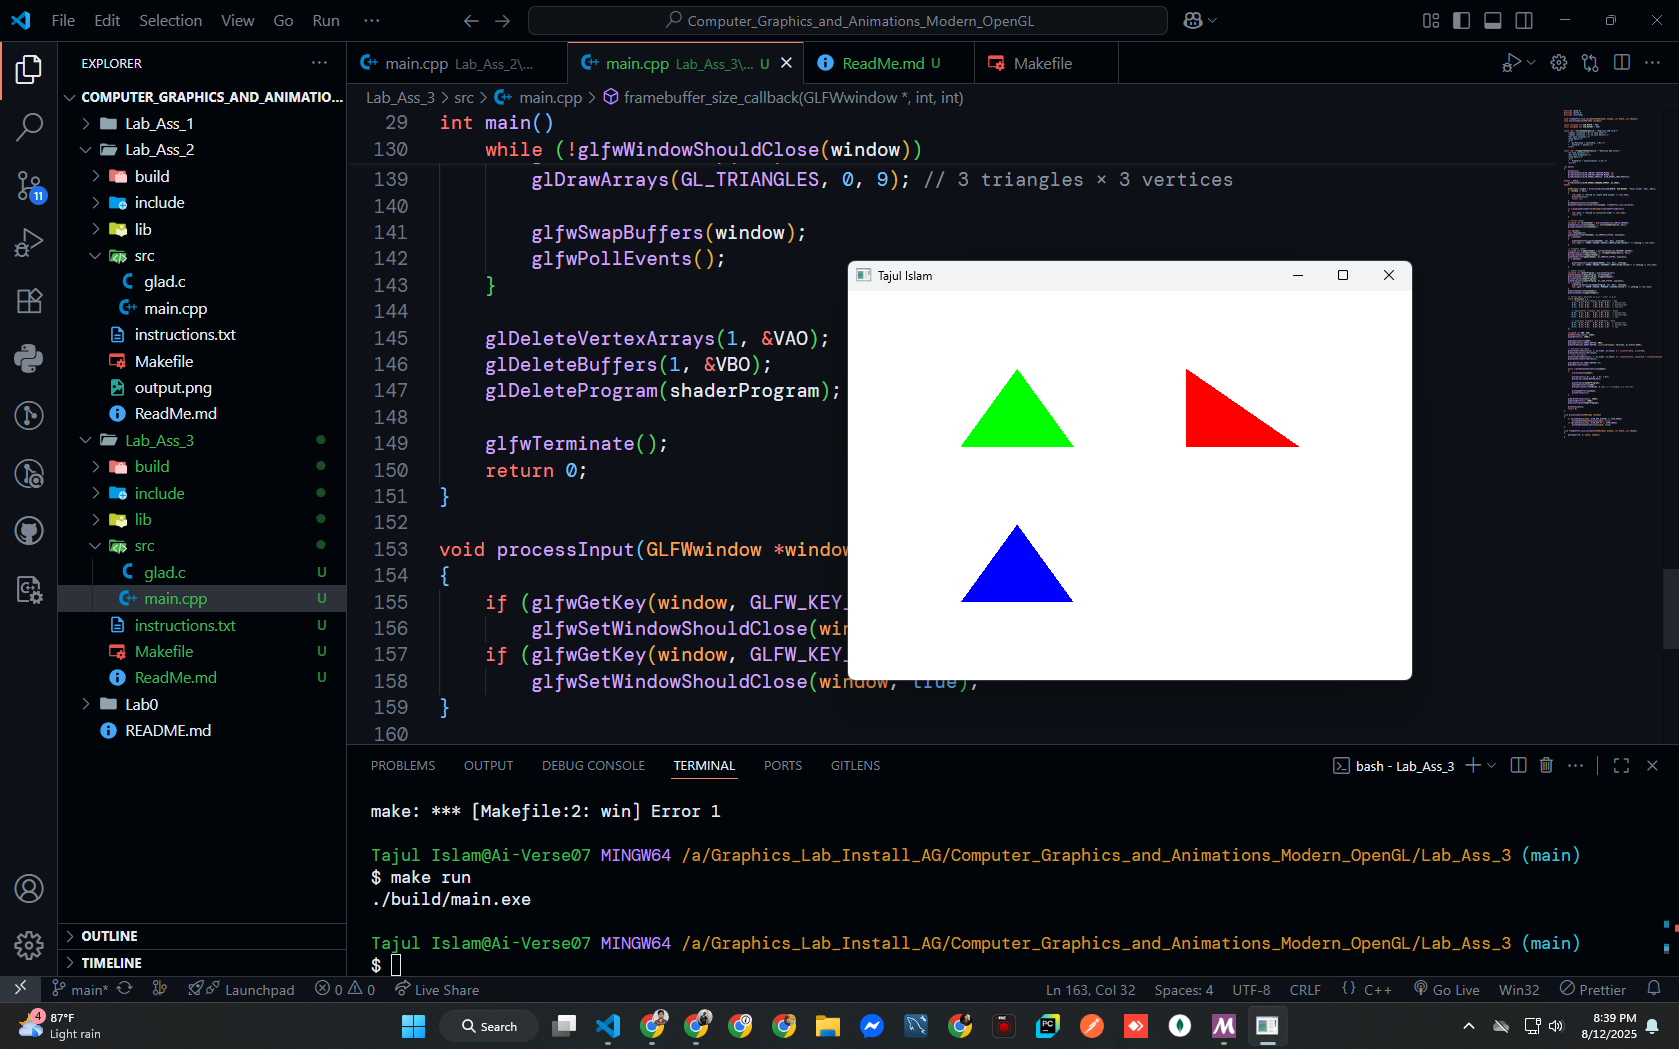 File Edit Selection View Go Run ···
Computer_Graphics_and_Animations_Modern_OpenGL
EXPLORER
COMPUTER_GRAPHICS_AND_ANIMATIO...
Lab_Ass_1
Lab_Ass_2
build
include
lib
src
glad.c
main.cpp
instructions.txt
Makefile
output.png
ReadMe.md
Lab_Ass_3
build
include
lib
src
glad.c U
main.cpp U
instructions.txt U
Makefile U
ReadMe.md U
Lab0
README.md
OUTLINE
TIMELINE
11
main.cpp Lab_Ass_2\...
main.cpp Lab_Ass_3\... U
ReadMe.md U
Makefile
Lab_Ass_3 > src > main.cpp > framebuffer_size_callback(GLFWwindow *, int, int)
29 int main()
130 while (!glfwWindowShouldClose(window))
139 glDrawArrays(GL_TRIANGLES, 0, 9); // 3 triangles × 3 vertices
140
141 glfwSwapBuffers(window);
142 glfwPollEvents();
143 }
144
145 glDeleteVertexArrays(1, &VAO);
146 glDeleteBuffers(1, &VBO);
147 glDeleteProgram(shaderProgram);
148
149 glfwTerminate();
150 return 0;
151 }
152
153 void processInput(GLFWwindow *window
154 {
155 if (glfwGetKey(window, GLFW_KEY_
156 glfwSetWindowShouldClose(win
157 if (glfwGetKey(window, GLFW_KEY_
158 glfwSetWindowShouldClose(window, true);
159 }
160
Tajul Islam
PROBLEMS OUTPUT DEBUG CONSOLE TERMINAL PORTS GITLENS
bash - Lab_Ass_3
make: *** [Makefile:2: win] Error 1
Tajul Islam@Ai-Verse07 MINGW64 /a/Graphics_Lab_Install_AG/Computer_Graphics_and_Animations_Modern_OpenGL/Lab_Ass_3 (main)
$ make run
./build/main.exe
Tajul Islam@Ai-Verse07 MINGW64 /a/Graphics_Lab_Install_AG/Computer_Graphics_and_Animations_Modern_OpenGL/Lab_Ass_3 (main)
$
main* Launchpad 0 0 Live Share
Ln 163, Col 32 Spaces: 4 UTF-8 CRLF {} C++ Go Live Win32 Prettier
4
87°F
Light rain
Search
8:39 PM
8/12/2025